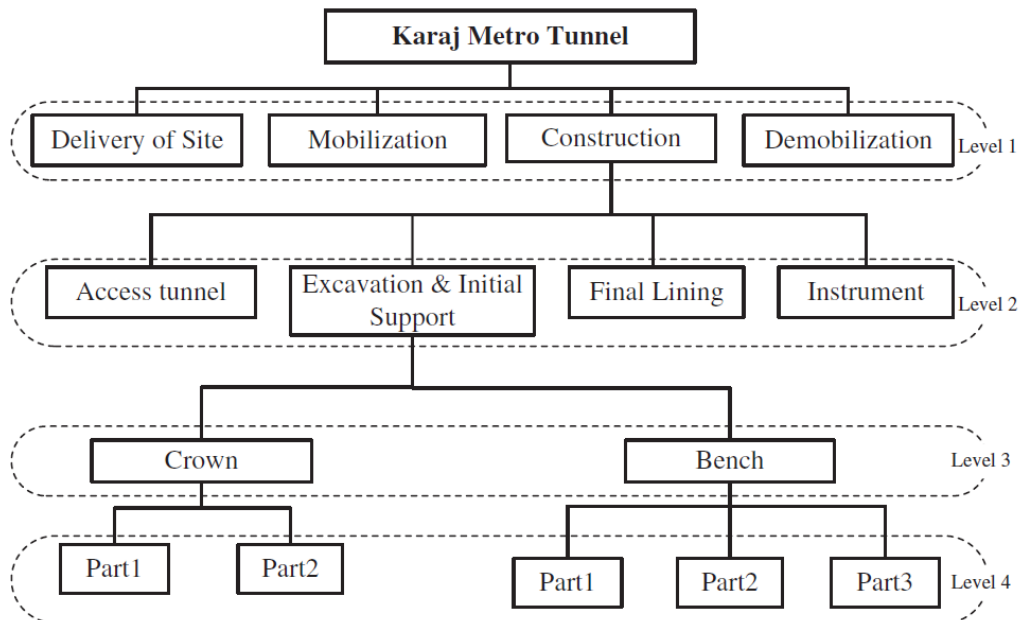 Karaj Metro Tunnel
Delivery of Site
Mobilization
Construction
Demobilization
Level 1
Access tunnel
Excavation & Initial
Support
Final Lining
Instrument
Level 2
Crown
Bench
Level 3
Part1
Part2
Part1
Part2
Part3
Level 4